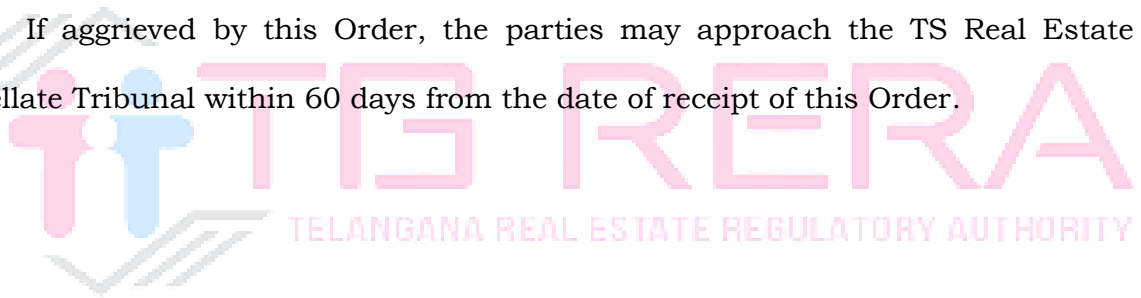 If aggrieved by this Order, the parties may approach the TS Real Estate
ellate Tribunal within 60 days from the date of receipt of this Order.
TG RERA
TELANGANA REAL ESTATE REGULATORY AUTHORITY